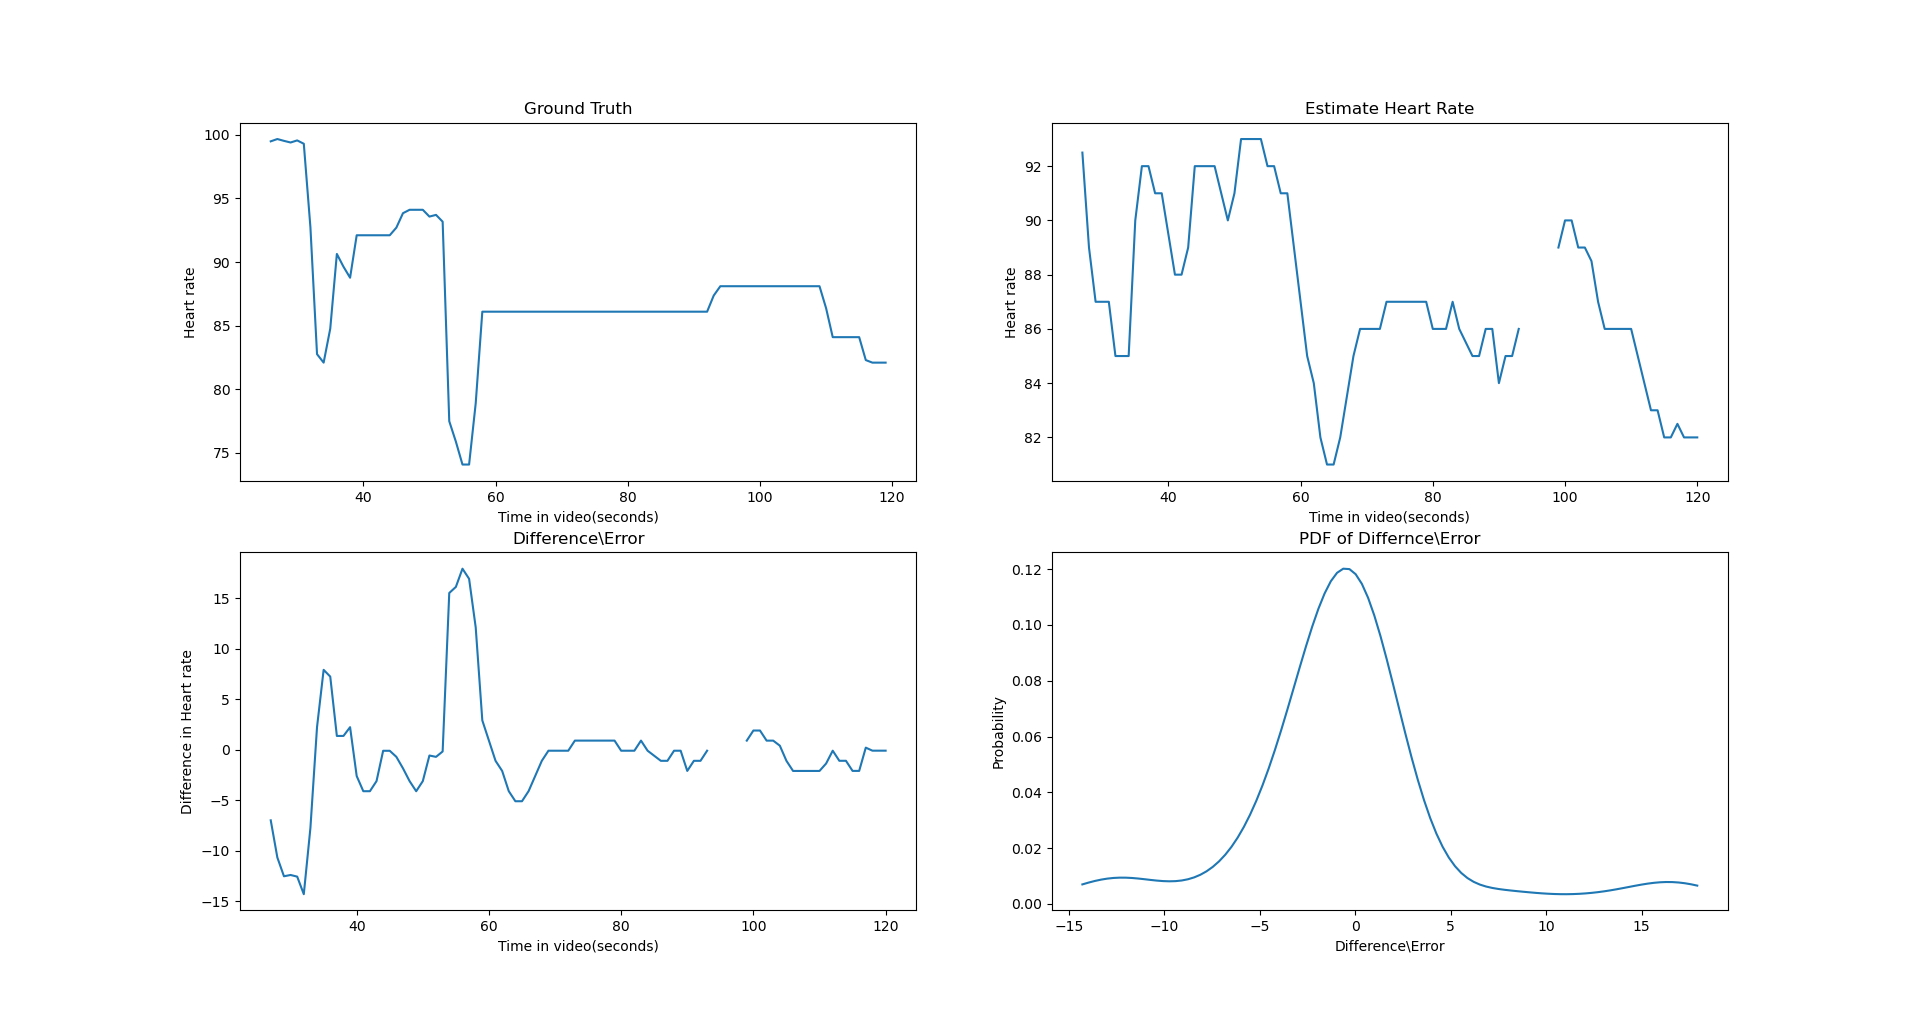 Ground Truth
100
95
90
85
80
75
Heart rate
40 60 80 100 120
Time in video(seconds)
Estimate Heart Rate
92
90
88
86
84
82
Heart rate
40 60 80 100 120
Time in video(seconds)
Difference\Error
15
10
5
0
−5
−10
−15
Difference in Heart rate
40 60 80 100 120
Time in video(seconds)
PDF of Differnce\Error
0.12
0.10
0.08
0.06
0.04
0.02
0.00
Probability
−15 −10 −5 0 5 10 15
Difference\Error